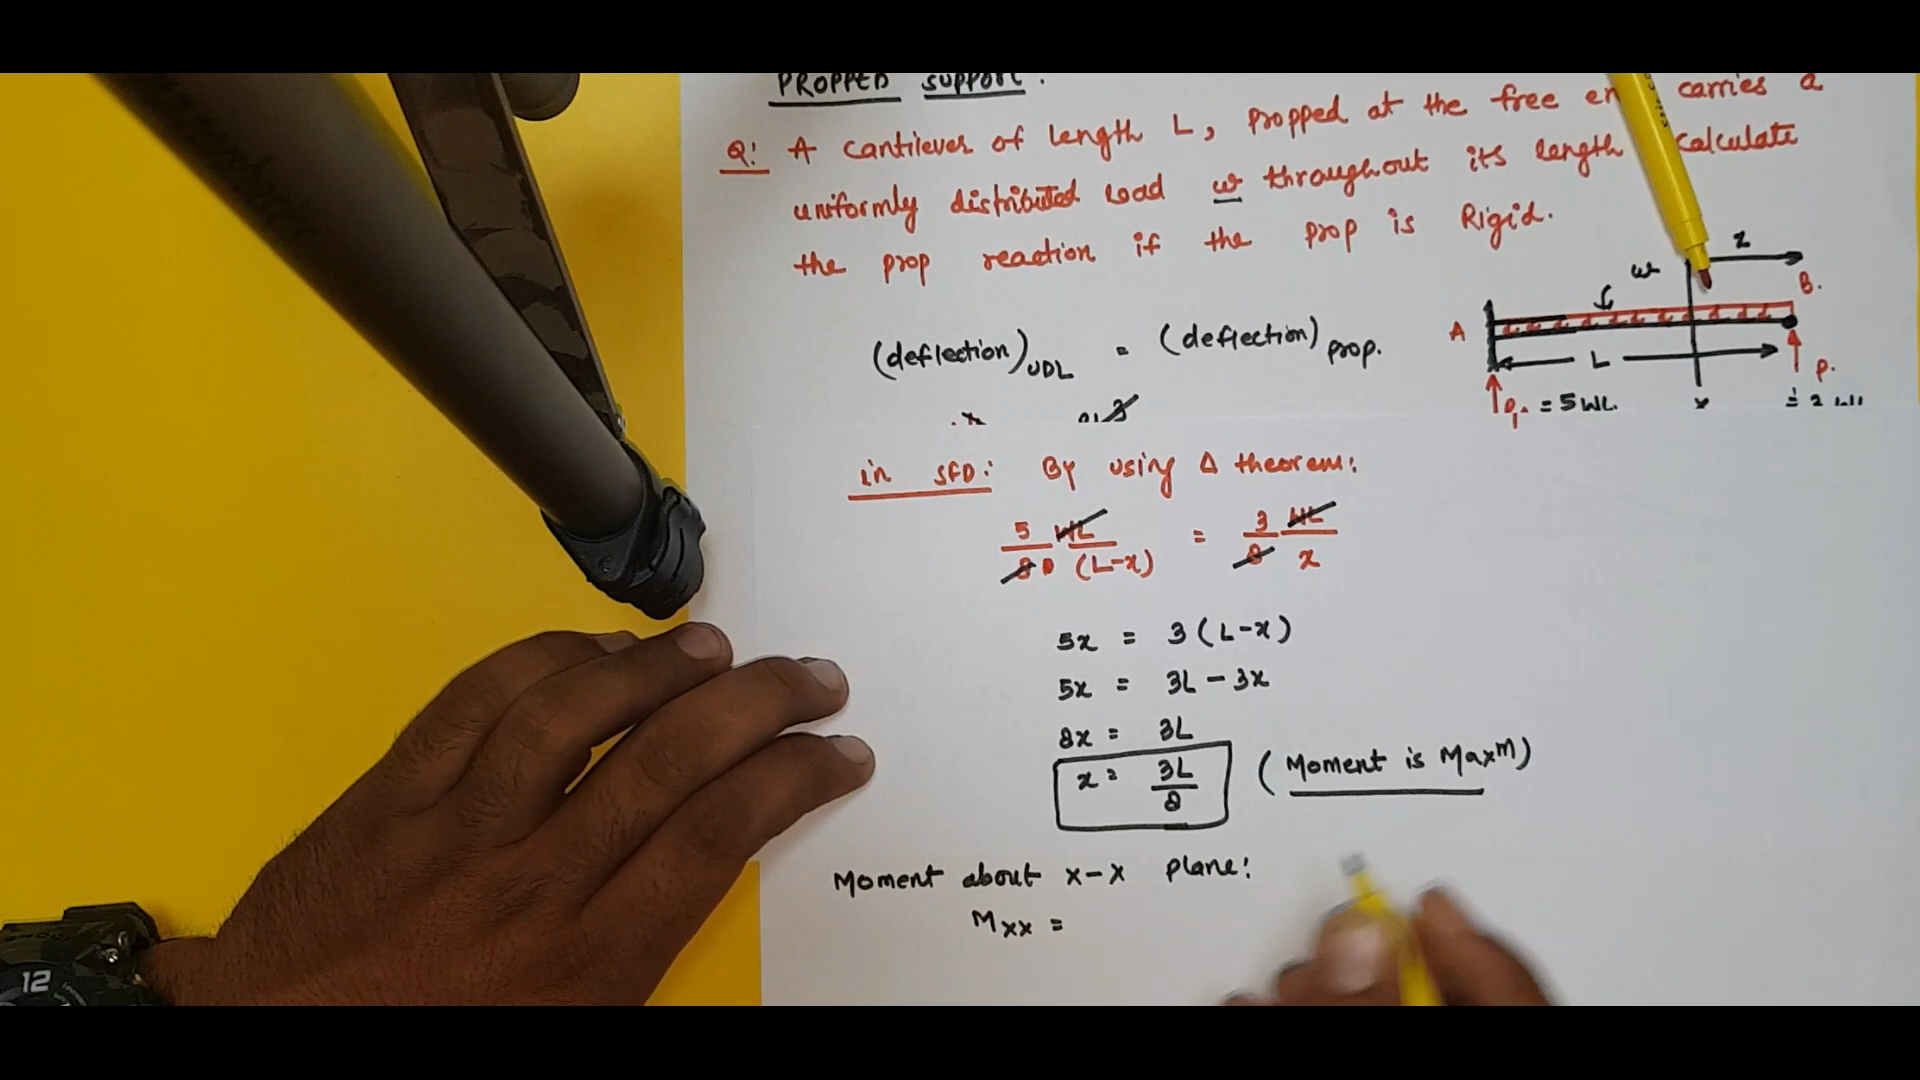 PROPPED SUPPORT.
Q: A cantilever of length L, propped at the free en carries a
uniformly distributed load w throughout its length calculate
the prop reaction if the prop is Rigid.
(deflection)UDL = (deflection)prop.
x
w
B.
A
L
P.
= 5WL.
x
in SFD: By using Δ theorem:
5/8 WL/(L-x) = 3/8 WL/x
5x = 3(L-x)
5x = 3L - 3x
8x = 3L
x = 3L/8 (Moment is Maxm)
Moment about x-x plane:
Mxx =
12